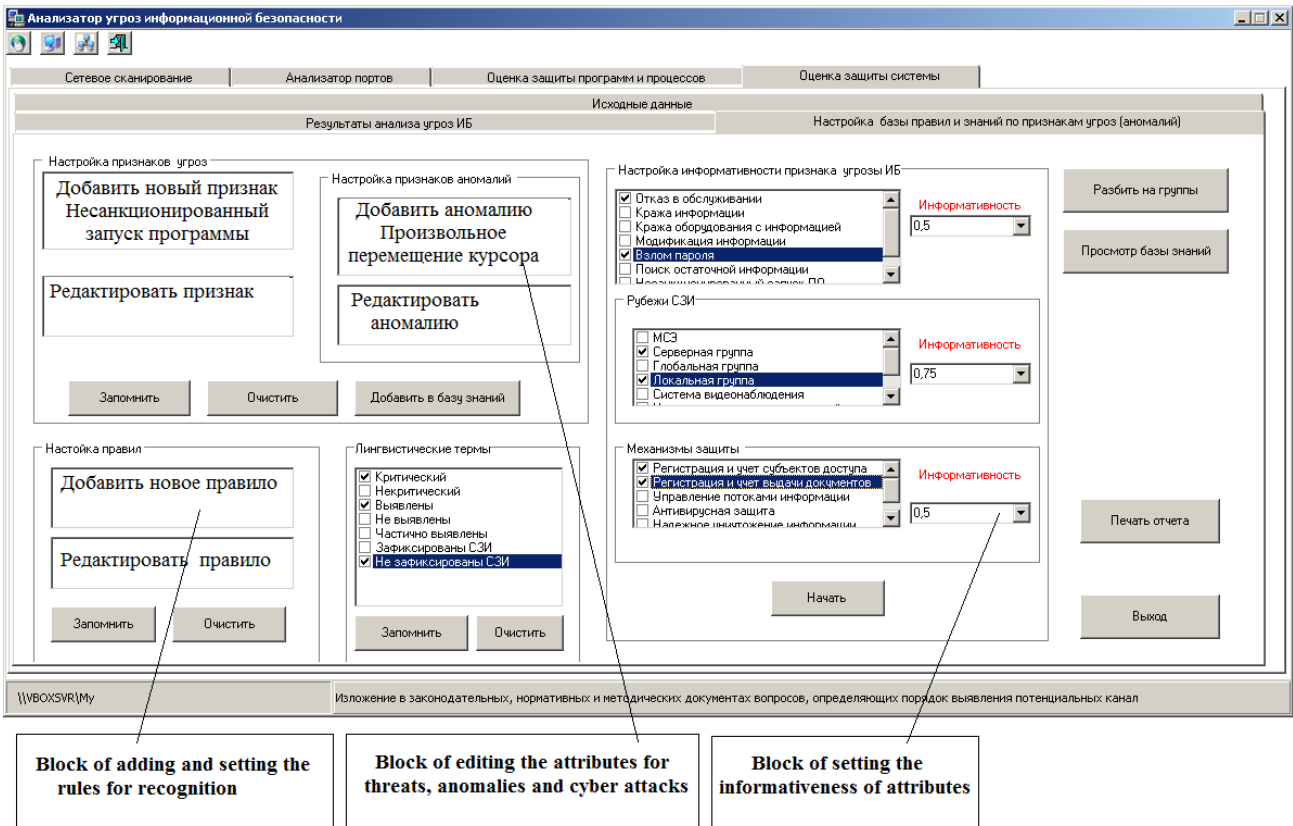 Анализатор угроз информационной безопасности
Сетевое сканирование
Анализатор портов
Оценка защиты программ и процессов
Оценка защиты системы
Исходные данные
Результаты анализа угроз ИБ
Настройка базы правил и знаний по признакам угроз (аномалий)
Настройка признаков угроз
Добавить новый признак
Несанкционированный
запуск программы
Редактировать признак
Настройка признаков аномалий
Добавить аномалию
Произвольное
перемещение курсора
Редактировать
аномалию
Запомнить
Очистить
Добавить в базу знаний
Настройка информативности признака угрозы ИБ
Отказ в обслуживании
Кража информации
Кража оборудования с информацией
Модификация информации
Взлом пароля
Поиск остаточной информации
Несанкционированный запуск ПО
Информативность
0,5
Рубежи СЗИ
МСЭ
Серверная группа
Глобальная группа
Локальная группа
Система видеонаблюдения
Информативность
0,75
Разбить на группы
Просмотр базы знаний
Настойка правил
Добавить новое правило
Редактировать правило
Запомнить
Очистить
Лингвистические термы
Критический
Некритический
Выявлены
Не выявлены
Частично выявлены
Зафиксированы СЗИ
Не зафиксированы СЗИ
Запомнить
Очистить
Механизмы защиты
Регистрация и учет субъектов доступа
Регистрация и учет выдачи документов
Управление потоками информации
Антивирусная защита
Надежное уничтожение информации
Информативность
0,5
Начать
Печать отчета
Выход
\\VBOXSVR\My
Изложение в законодательных, нормативных и методических документах вопросов, определяющих порядок выявления потенциальных канал
Block of adding and setting the
rules for recognition
Block of editing the attributes for
threats, anomalies and cyber attacks
Block of setting the
informativeness of attributes